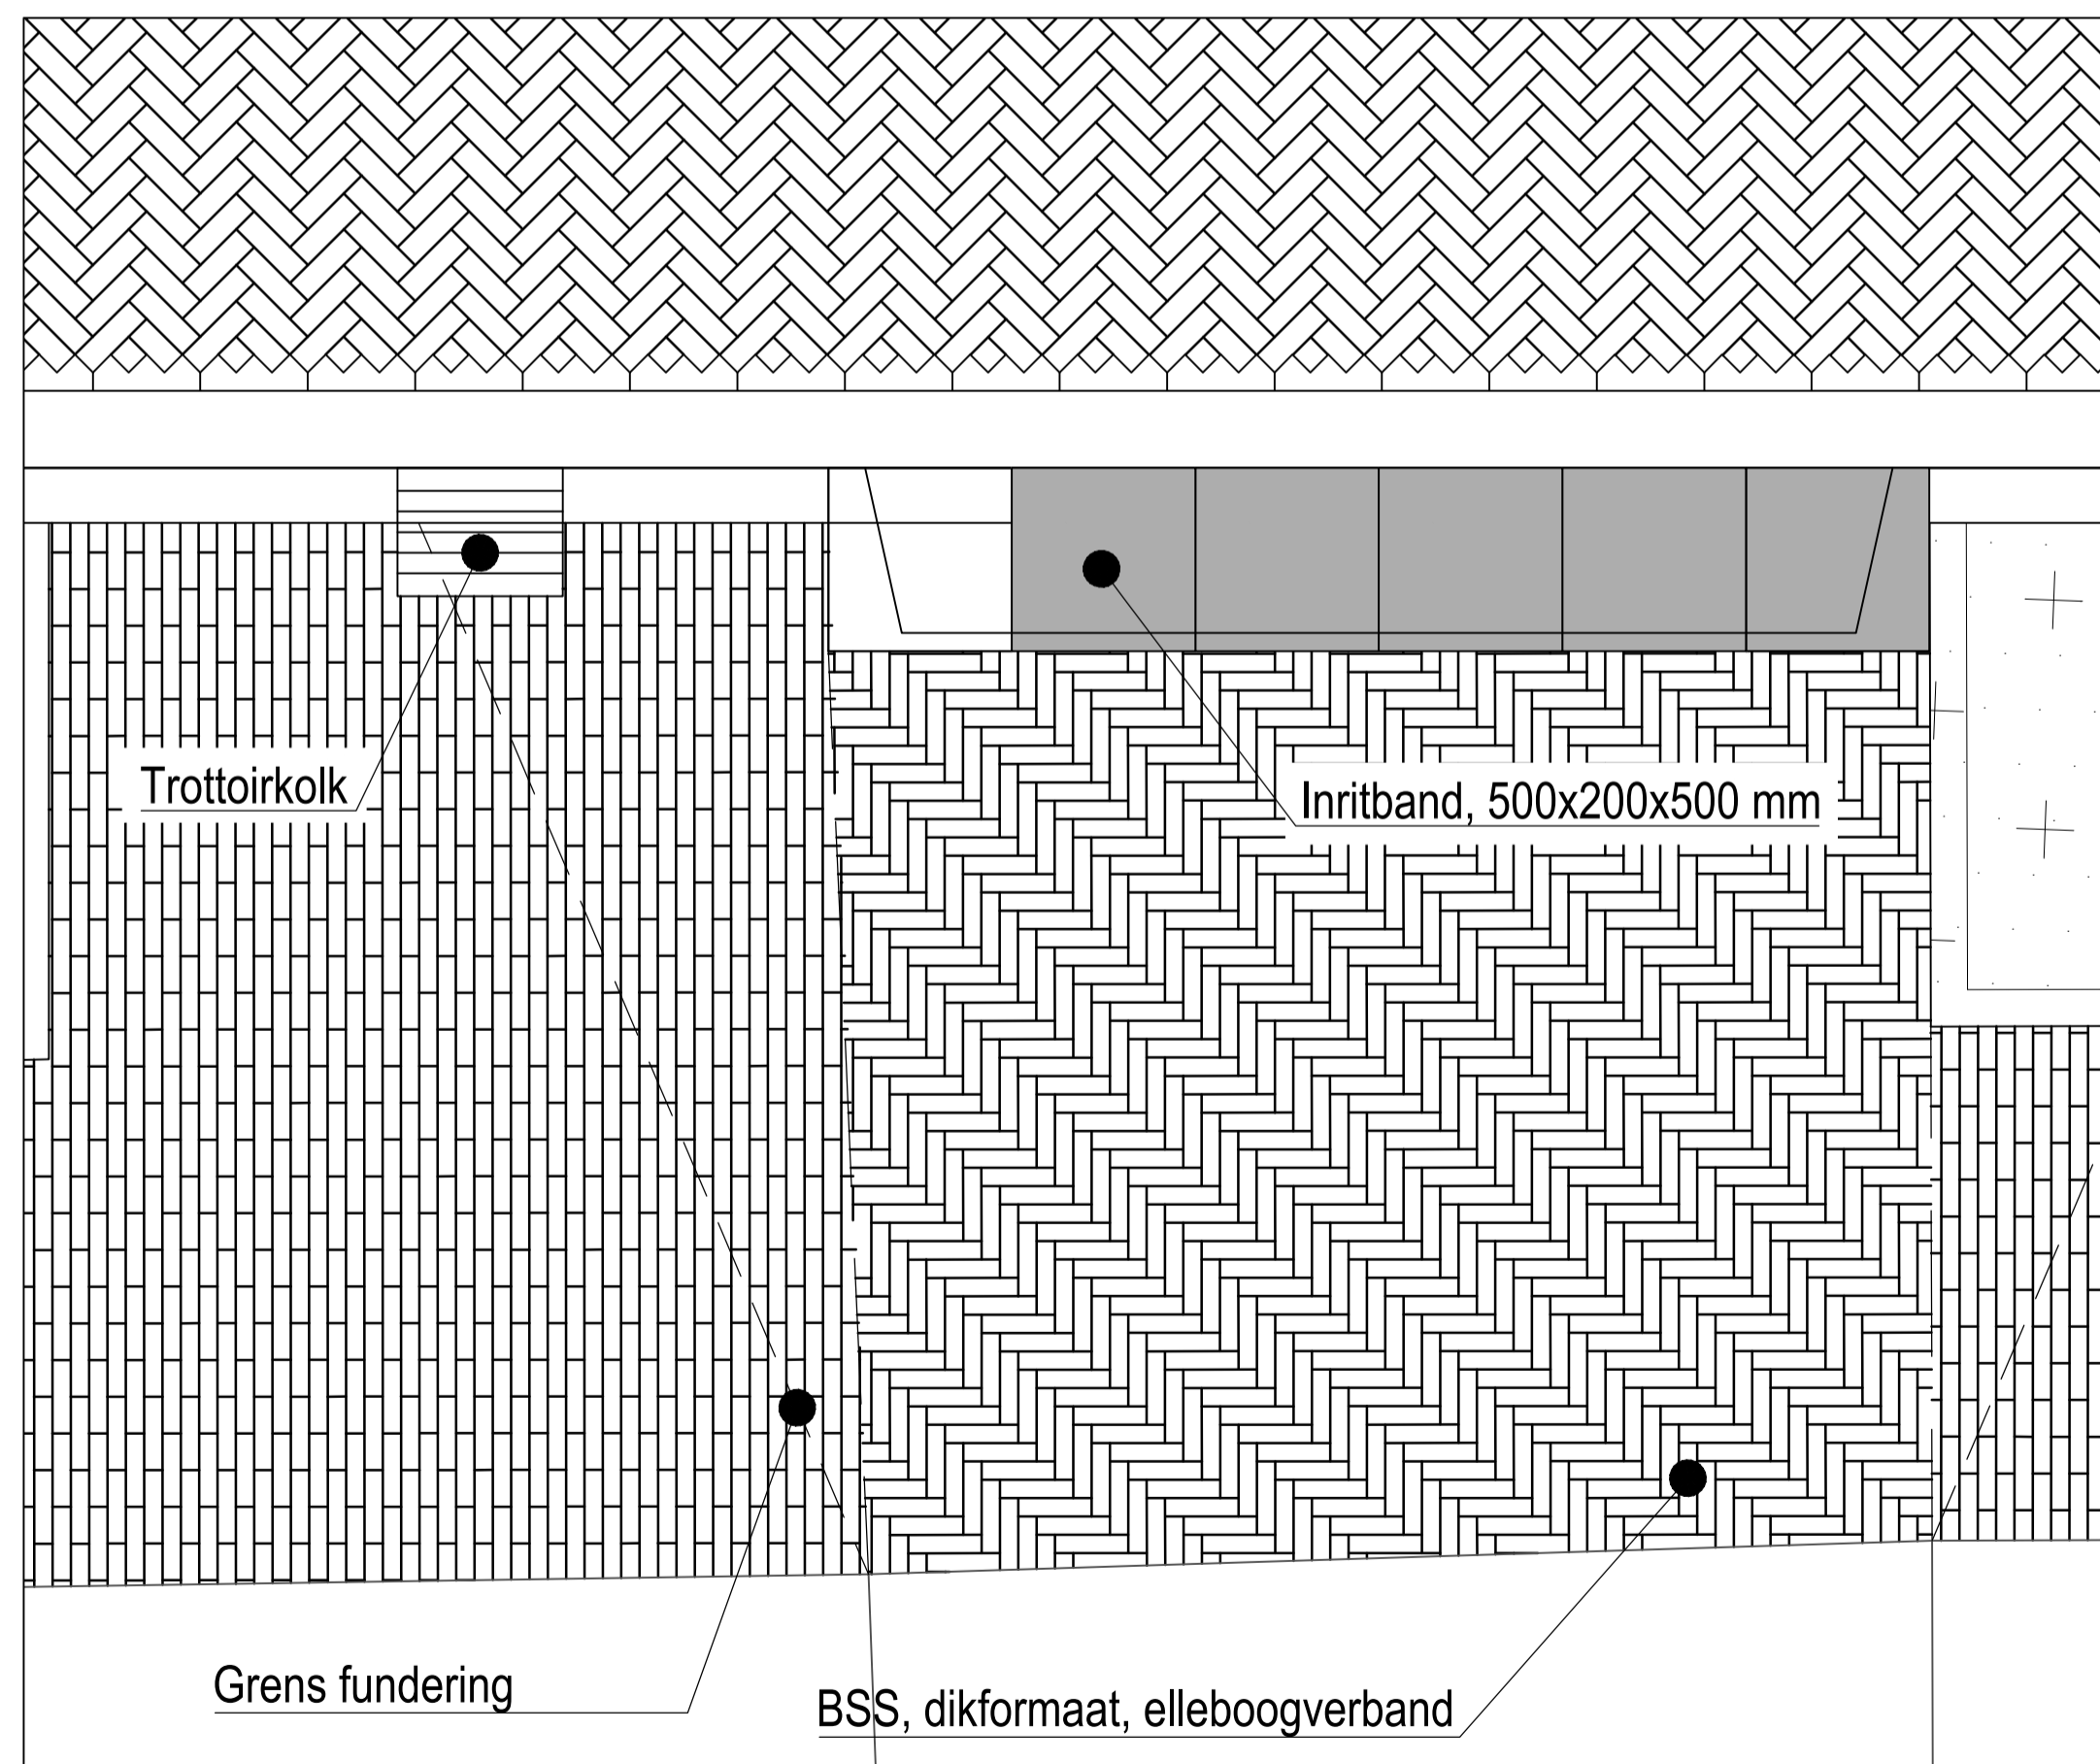 Trottoirkolk
Inritband, 500x200x500 mm
Grens fundering
BSS, dikformaat, elleboogverband